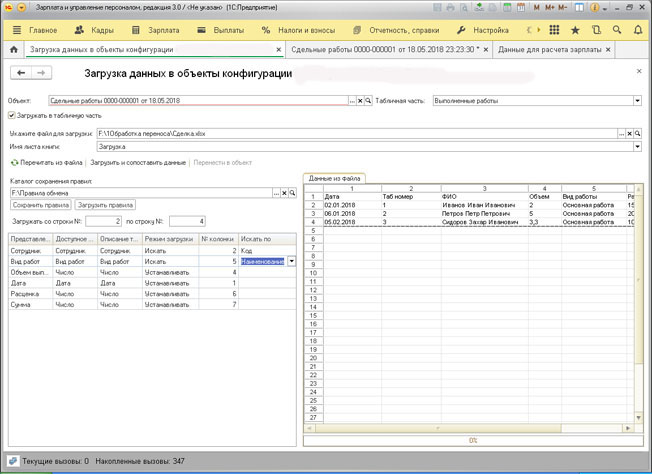 Зарплата и управление персоналом, редакция 3.0 / <Не указано> (1С:Предприятие)
M M+ M-
Главное Кадры Зарплата Выплаты Налоги и взносы Отчетность, справки Настройка
Загрузка данных в объекты конфигурации Сдельные работы 0000-000001 от 18.05.2018 23:23:30 * Данные для расчета зарплаты
Загрузка данных в объекты конфигурации
Объект: Сдельные работы 0000-000001 от 18.05.2018 Табличная часть: Выполненные работы
Загружать в табличную часть
Укажите файл для загрузки: F:\1Обработка переноса\Сделка.xlsx
Имя листа книги: Загрузка
Перечитать из файла Загрузить и сопоставить данные Перенести в объект
Каталог сохранения правил:
F:\Правила обмена
Сохранить правила Загрузить правила
Загружать со строки №: 2 по строку №: 4
Представле... Доступное ... Описание т... Режим загрузки № колонки Искать по
Сотрудник Сотрудник Сотрудник Искать 2 Код
Вид работ Вид работ Вид работ Искать 5 Наименование
Объем вып... Число Число Устанавливать 4
Дата Дата Дата Устанавливать 1
Расценка Число Число Устанавливать 6
Сумма Число Число Устанавливать 7
Данные из файла
1 2 3 4 5
1 Дата Таб номер ФИО Объем Вид работы Ра
2 02.01.2018 1 Иванов Иван Иванович 2 Основная работа 15
3 06.01.2018 2 Петров Петр Петрович 5 Основная работа 20
4 05.02.2018 3 Сидоров Захар Иванович 3,3 Основная работа 10
5
6
7
8
9
10
11
12
13
14
15
16
17
18
19
20
21
22
23
24
25
26
27
0%
Текущие вызовы: 0 Накопленные вызовы: 347